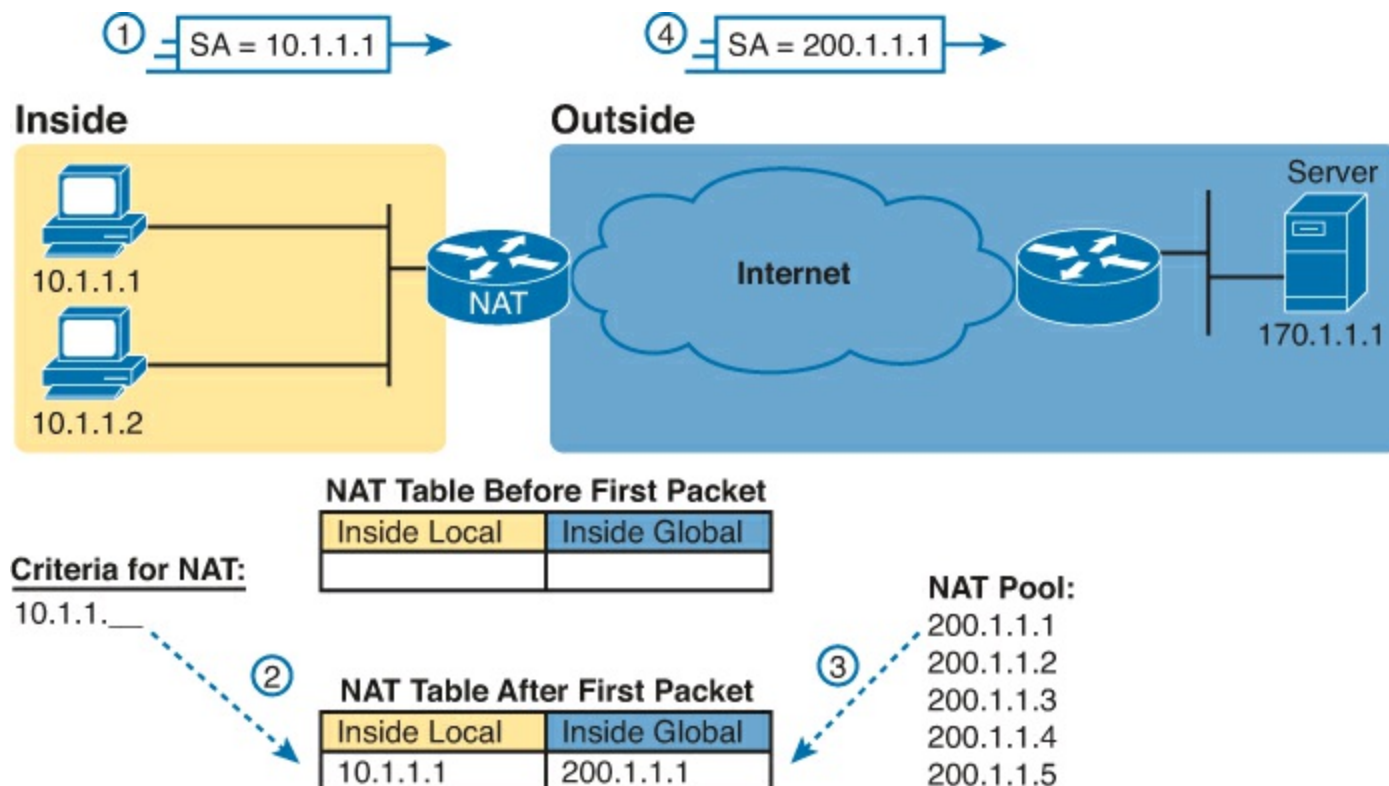 1 SA = 10.1.1.1
4 SA = 200.1.1.1
Inside
Outside
10.1.1.1
10.1.1.2
NAT
Internet
Server
170.1.1.1
NAT Table Before First Packet
Inside Local Inside Global
Criteria for NAT:
10.1.1.__
2
NAT Table After First Packet
Inside Local Inside Global
10.1.1.1 200.1.1.1
3
NAT Pool:
200.1.1.1
200.1.1.2
200.1.1.3
200.1.1.4
200.1.1.5